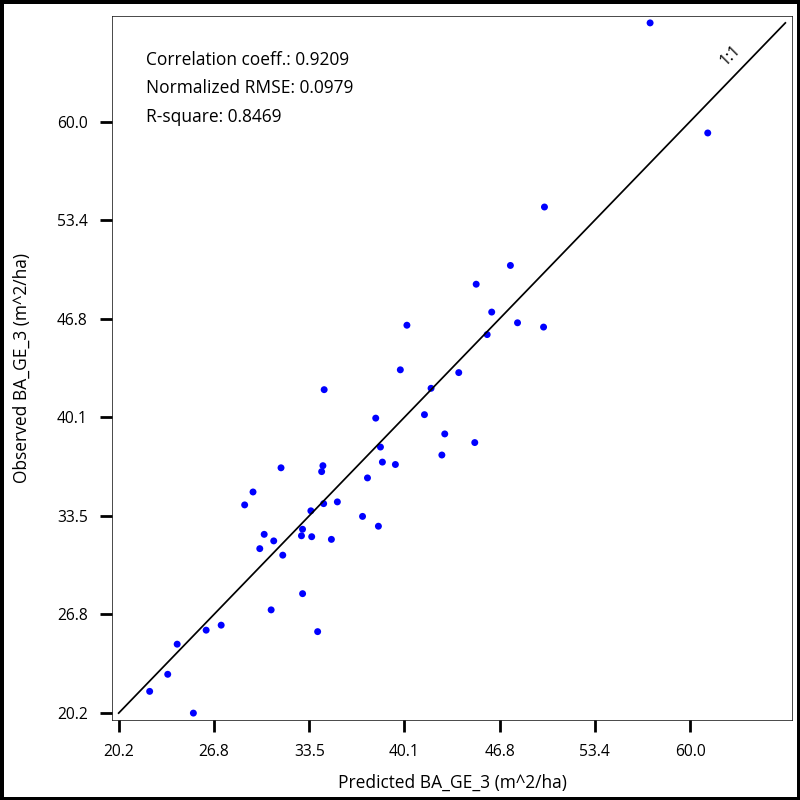 Correlation coeff.: 0.9209
Normalized RMSE: 0.0979
R-square: 0.8469
1:1
Observed BA_GE_3 (m^2/ha)
60.0
53.4
46.8
40.1
33.5
26.8
20.2
20.2 26.8 33.5 40.1 46.8 53.4 60.0
Predicted BA_GE_3 (m^2/ha)